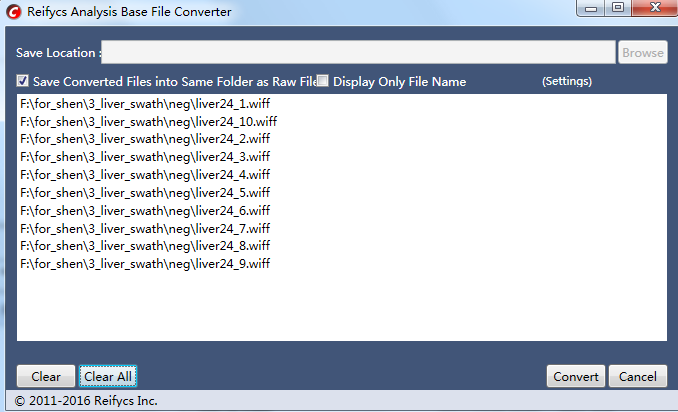 Reifycs Analysis Base File Converter
Save Location : Browse
Save Converted Files into Same Folder as Raw File Display Only File Name (Settings)
F:\for_shen\3_liver_swath\neg\liver24_1.wiff
F:\for_shen\3_liver_swath\neg\liver24_10.wiff
F:\for_shen\3_liver_swath\neg\liver24_2.wiff
F:\for_shen\3_liver_swath\neg\liver24_3.wiff
F:\for_shen\3_liver_swath\neg\liver24_4.wiff
F:\for_shen\3_liver_swath\neg\liver24_5.wiff
F:\for_shen\3_liver_swath\neg\liver24_6.wiff
F:\for_shen\3_liver_swath\neg\liver24_7.wiff
F:\for_shen\3_liver_swath\neg\liver24_8.wiff
F:\for_shen\3_liver_swath\neg\liver24_9.wiff
Clear Clear All Convert Cancel
© 2011-2016 Reifycs Inc.